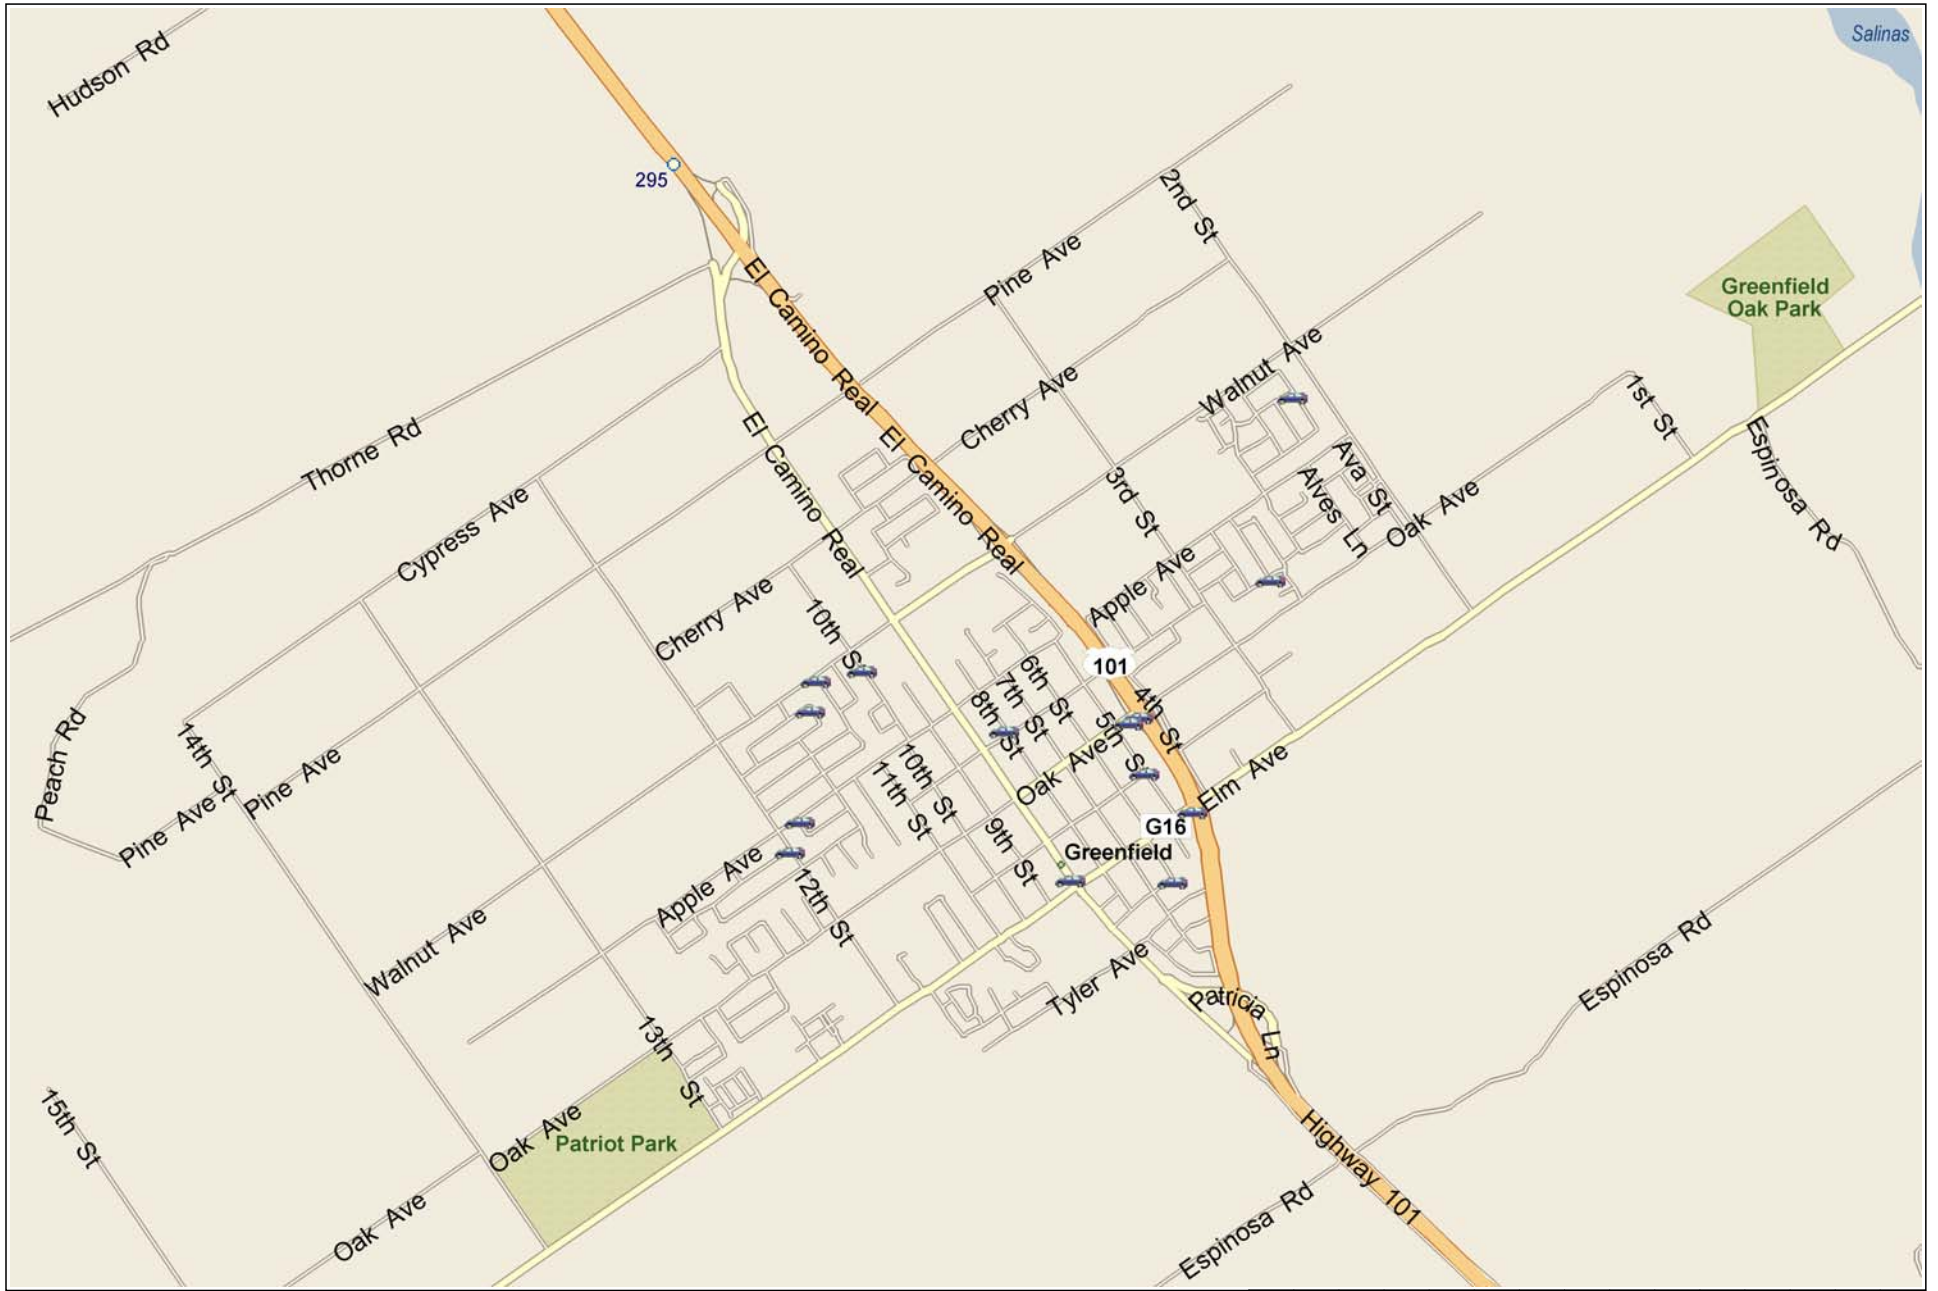 Hudson Rd
Salinas
295
2nd St
Pine Ave
El Camino Real
Greenfield
Oak Park
Walnut Ave
Cherry Ave
1st St
Thorne Rd
El Camino Real
El Camino Real
Espinosa Rd
Ava St
Alves Ln
3rd St
Oak Ave
Cypress Ave
Apple Ave
Cherry Ave
10th St
101
6th St
7th St
8th St
4th St
5th S
Peach Rd
14th St
Pine Ave
Pine Ave
10th St
11th St
Oak Ave
Elm Ave
G16
Greenfield
9th St
Apple Ave
12th St
Walnut Ave
Tyler Ave
Patricia Ln
Espinosa Rd
13th St
15th St
Oak Ave
Patriot Park
Highway 101
Oak Ave
Espinosa Rd